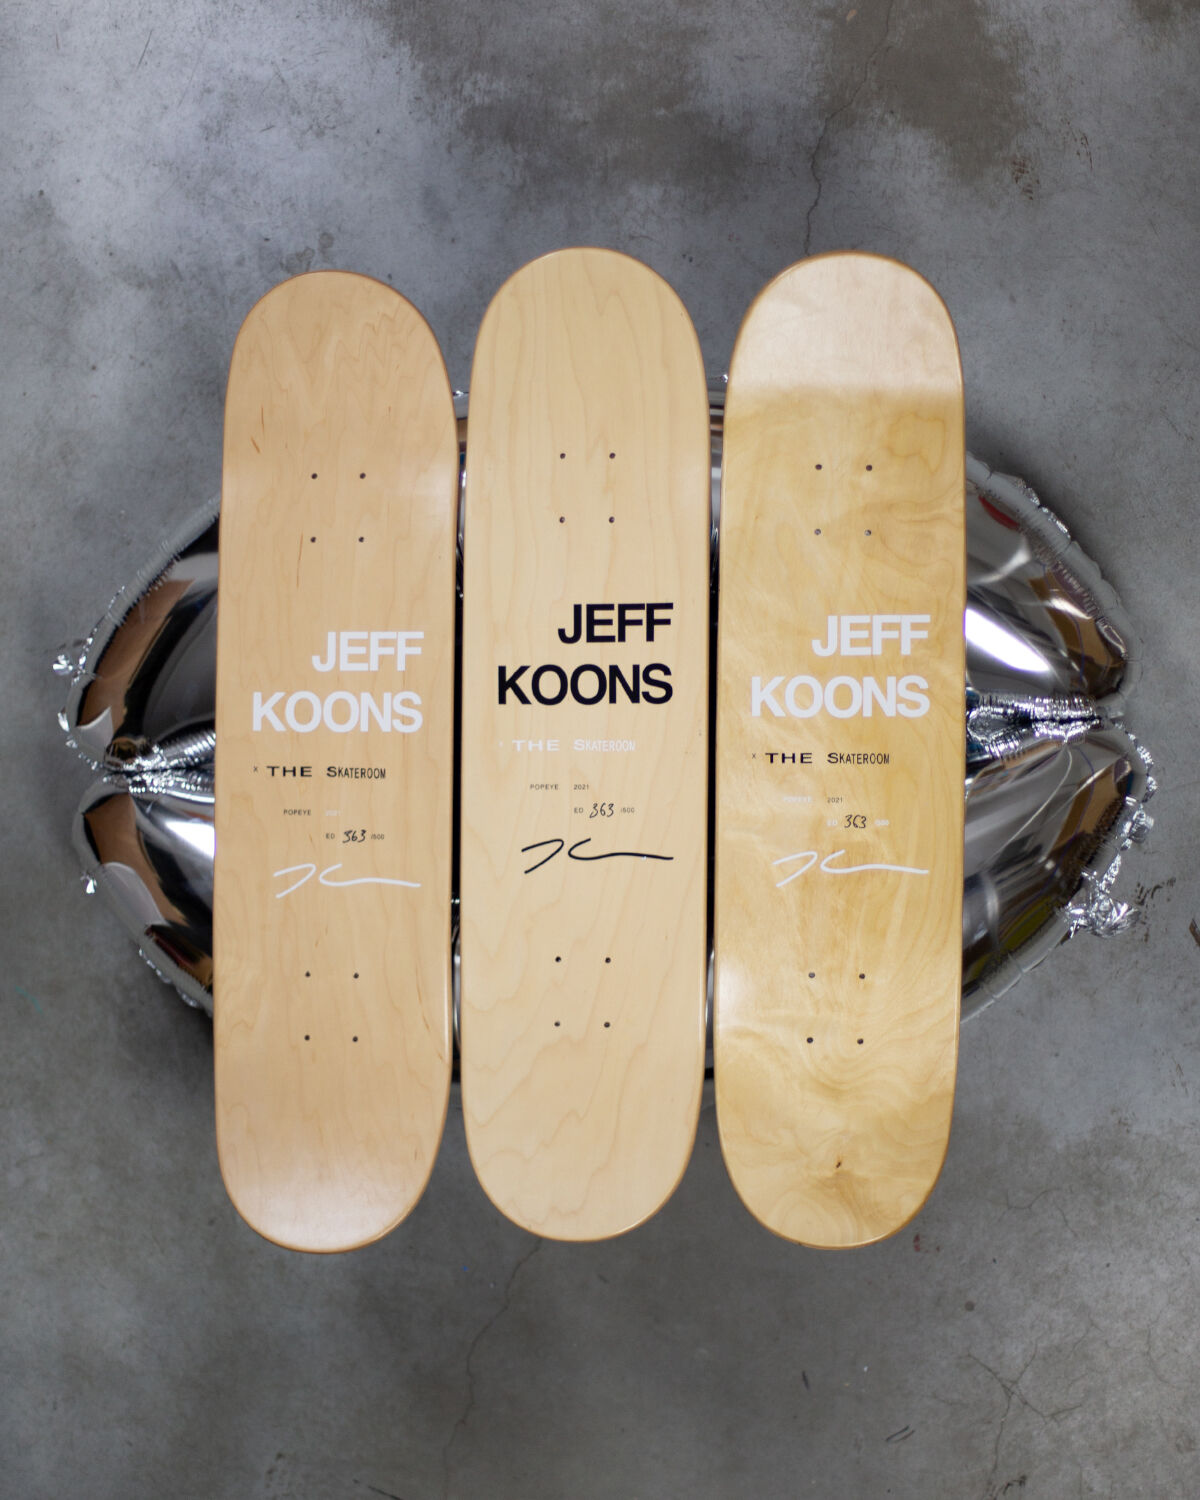 JEFF
KOONS
x THE SKATEROOM
POPEYE 2021
ED 363 /500
JEFF
KOONS
x THE SKATEROOM
POPEYE 2021
ED 363 /500
JEFF
KOONS
x THE SKATEROOM
POPEYE 2021
ED 363 /500